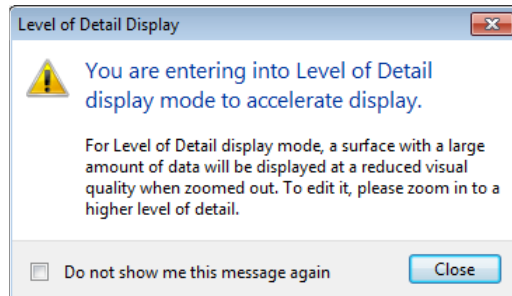 Level of Detail Display
You are entering into Level of Detail
display mode to accelerate display.
For Level of Detail display mode, a surface with a large
amount of data will be displayed at a reduced visual
quality when zoomed out. To edit it, please zoom in to a
higher level of detail.
Do not show me this message again
Close